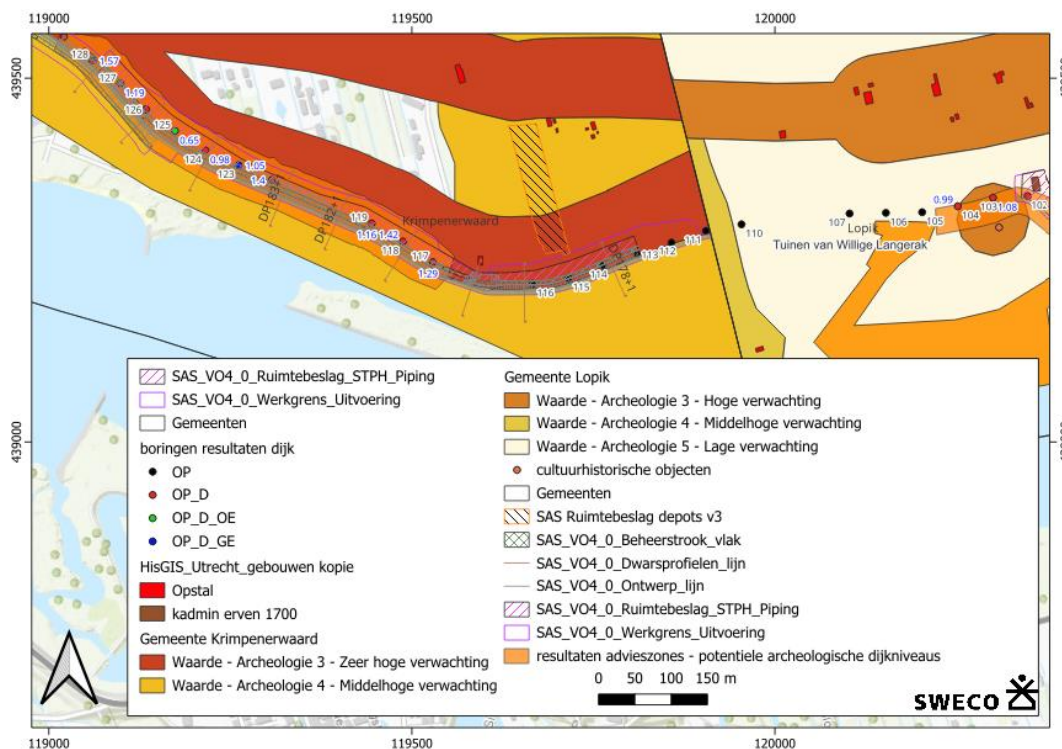 119000
119500
120000
439500
128
1.57
127
1.19
126
125
0.65
124
0.98
1.05
123
1.4
119
Krimpenerwaard
1.16
1.42
118
117
1.29
116
115
114
113
112
111
110
107
106
105
0.99
104
103
1.08
102
Lopik
Tuinen van Willige Langerak
439000
SAS_VO4_0_Ruimtebeslag_STPH_Piping
SAS_VO4_0_Werkgrens_Uitvoering
Gemeenten
boringen resultaten dijk
OP
OP_D
OP_D_OE
OP_D_GE
HisGIS_Utrecht_gebouwen kopie
Opstal
kadmin erven 1700
Gemeente Krimpenerwaard
Waarde - Archeologie 3 - Zeer hoge verwachting
Waarde - Archeologie 4 - Middelhoge verwachting
Gemeente Lopik
Waarde - Archeologie 3 - Hoge verwachting
Waarde - Archeologie 4 - Middelhoge verwachting
Waarde - Archeologie 5 - Lage verwachting
cultuurhistorische objecten
Gemeenten
SAS Ruimtebeslag depots v3
SAS_VO4_0_Beheerstrook_vlak
SAS_VO4_0_Dwarsprofielen_lijn
SAS_VO4_0_Ontwerp_lijn
SAS_VO4_0_Ruimtebeslag_STPH_Piping
SAS_VO4_0_Werkgrens_Uitvoering
resultaten advieszones - potentiele archeologische dijkniveaus
0 50 100 150 m
SWECO
119000
119500
120000